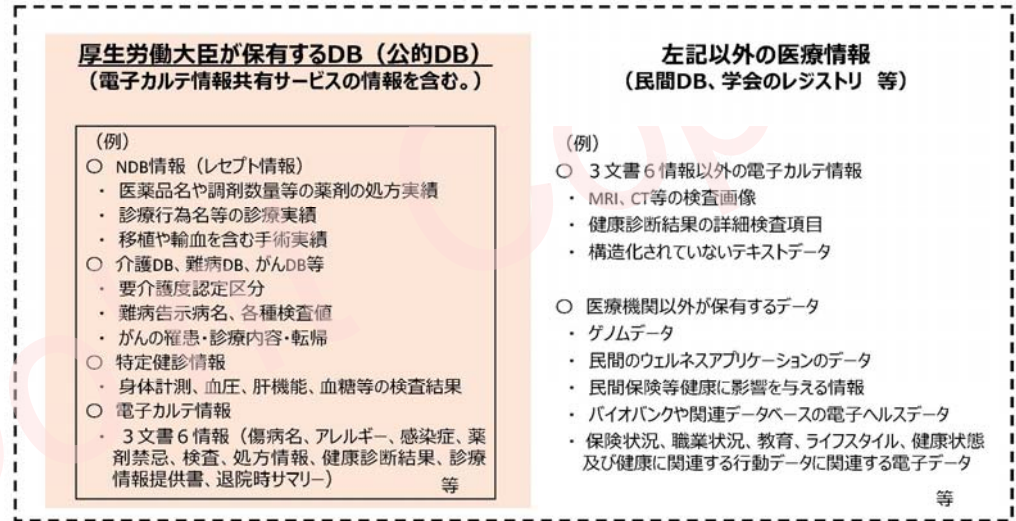 厚生労働大臣が保有するDB（公的DB）
（電子カルテ情報共有サービスの情報を含む。）
（例）
○ NDB情報（レセプト情報）
・ 医薬品名や調剤数量等の薬剤の処方実績
・ 診療行為名等の診療実績
・ 移植や輸血を含む手術実績
○ 介護DB、難病DB、がんDB等
・ 要介護度認定区分
・ 難病告示病名、各種検査値
・ がんの罹患・診療内容・転帰
○ 特定健診情報
・ 身体計測、血圧、肝機能、血糖等の検査結果
○ 電子カルテ情報
・ ３文書６情報（傷病名、アレルギー、感染症、薬
剤禁忌、検査、処方情報、健康診断結果、診療
情報提供書、退院時サマリー）
等
左記以外の医療情報
（民間DB、学会のレジストリ 等）
（例）
○ ３文書６情報以外の電子カルテ情報
・ MRI、CT等の検査画像
・ 健康診断結果の詳細検査項目
・ 構造化されていないテキストデータ
○ 医療機関以外が保有するデータ
・ ゲノムデータ
・ 民間のウェルネスアプリケーションのデータ
・ 民間保険等健康に影響を与える情報
・ バイオバンクや関連データベースの電子ヘルスデータ
・ 保険状況、職業状況、教育、ライフスタイル、健康状態
及び健康に関連する行動データに関連する電子データ
等